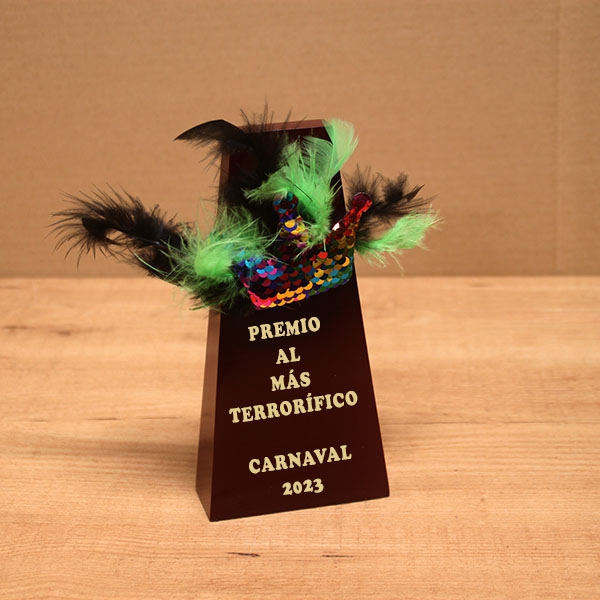 PREMIO
AL
MÁS
TERRORÍFICO
CARNAVAL
2023